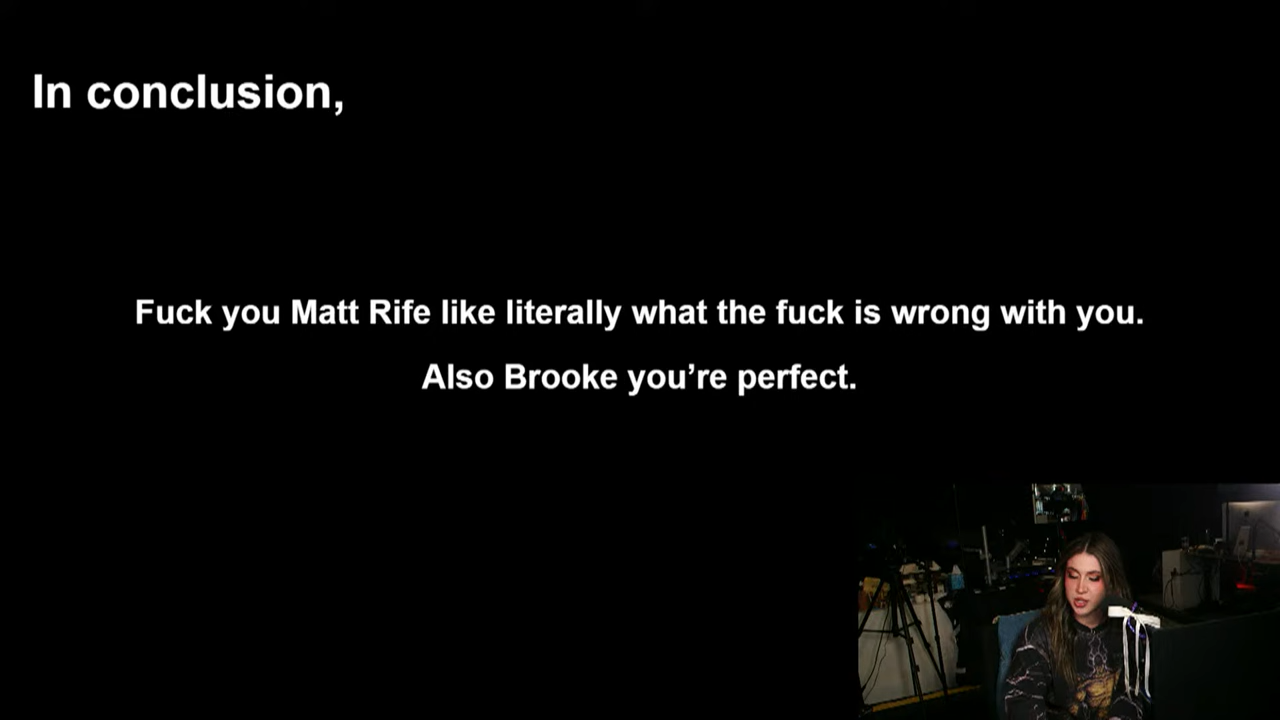 In conclusion,
Fuck you Matt Rife like literally what the fuck is wrong with you.
Also Brooke you’re perfect.